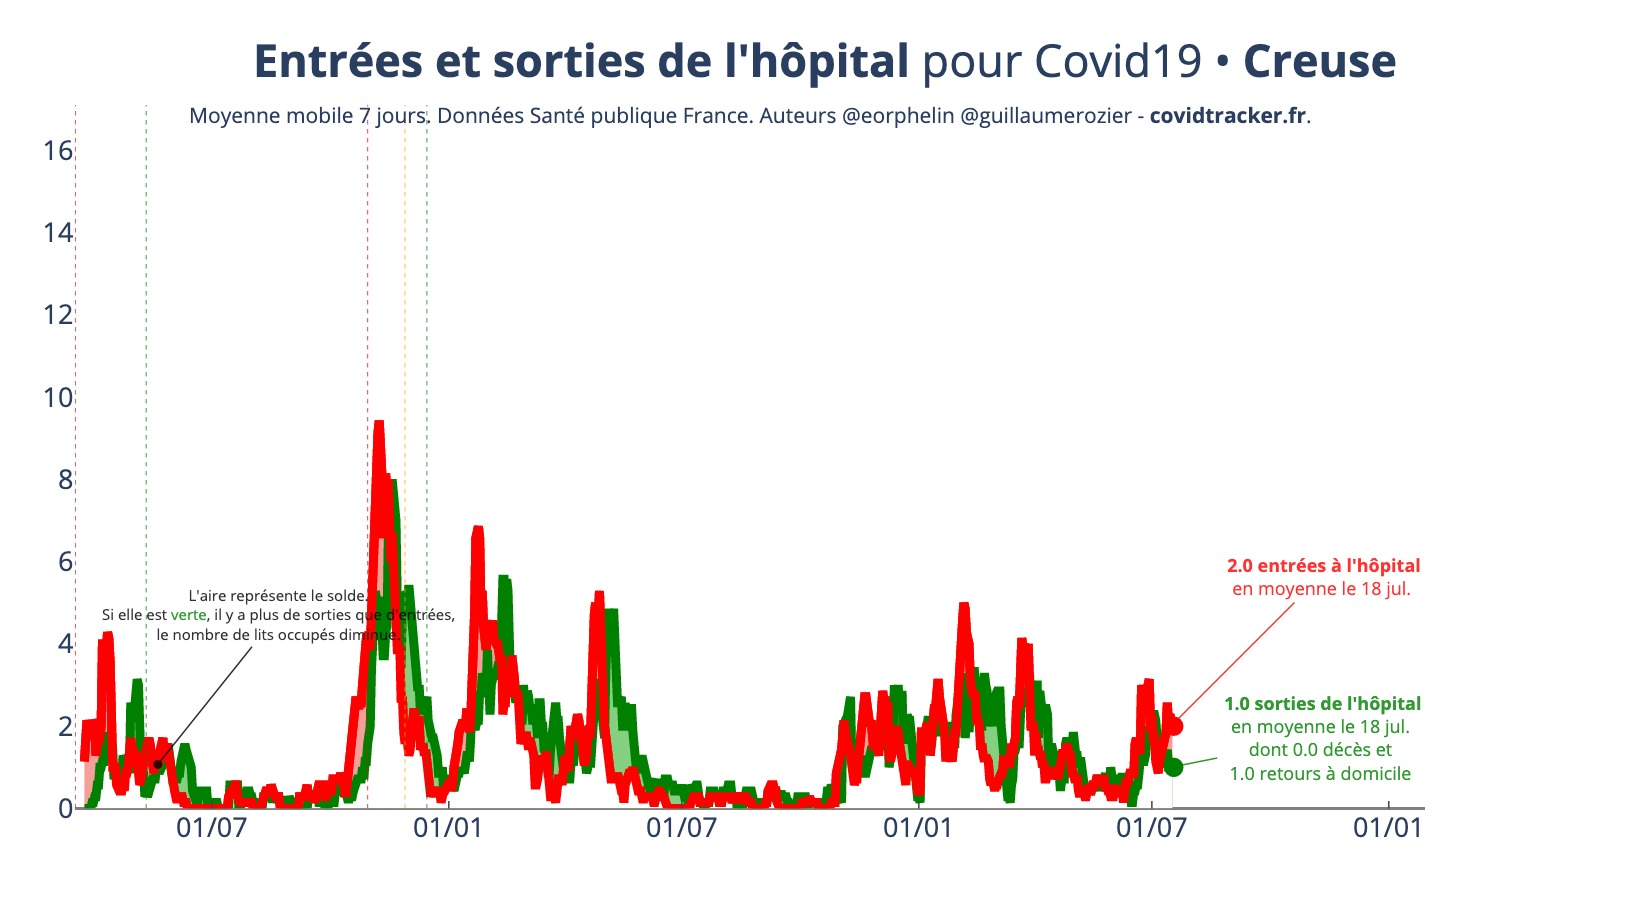 Entrées et sorties de l'hôpital pour Covid19 • Creuse
Moyenne mobile 7 jours. Données Santé publique France. Auteurs @eorphelin @guillaumerozier - covidtracker.fr.
16
14
12
10
8
6
4
2
0
L'aire représente le solde.
Si elle est verte, il y a plus de sorties que d'entrées,
le nombre de lits occupés diminue.
2.0 entrées à l'hôpital
en moyenne le 18 jul.
1.0 sorties de l'hôpital
en moyenne le 18 jul.
dont 0.0 décès et
1.0 retours à domicile
01/07
01/01
01/07
01/01
01/07
01/01